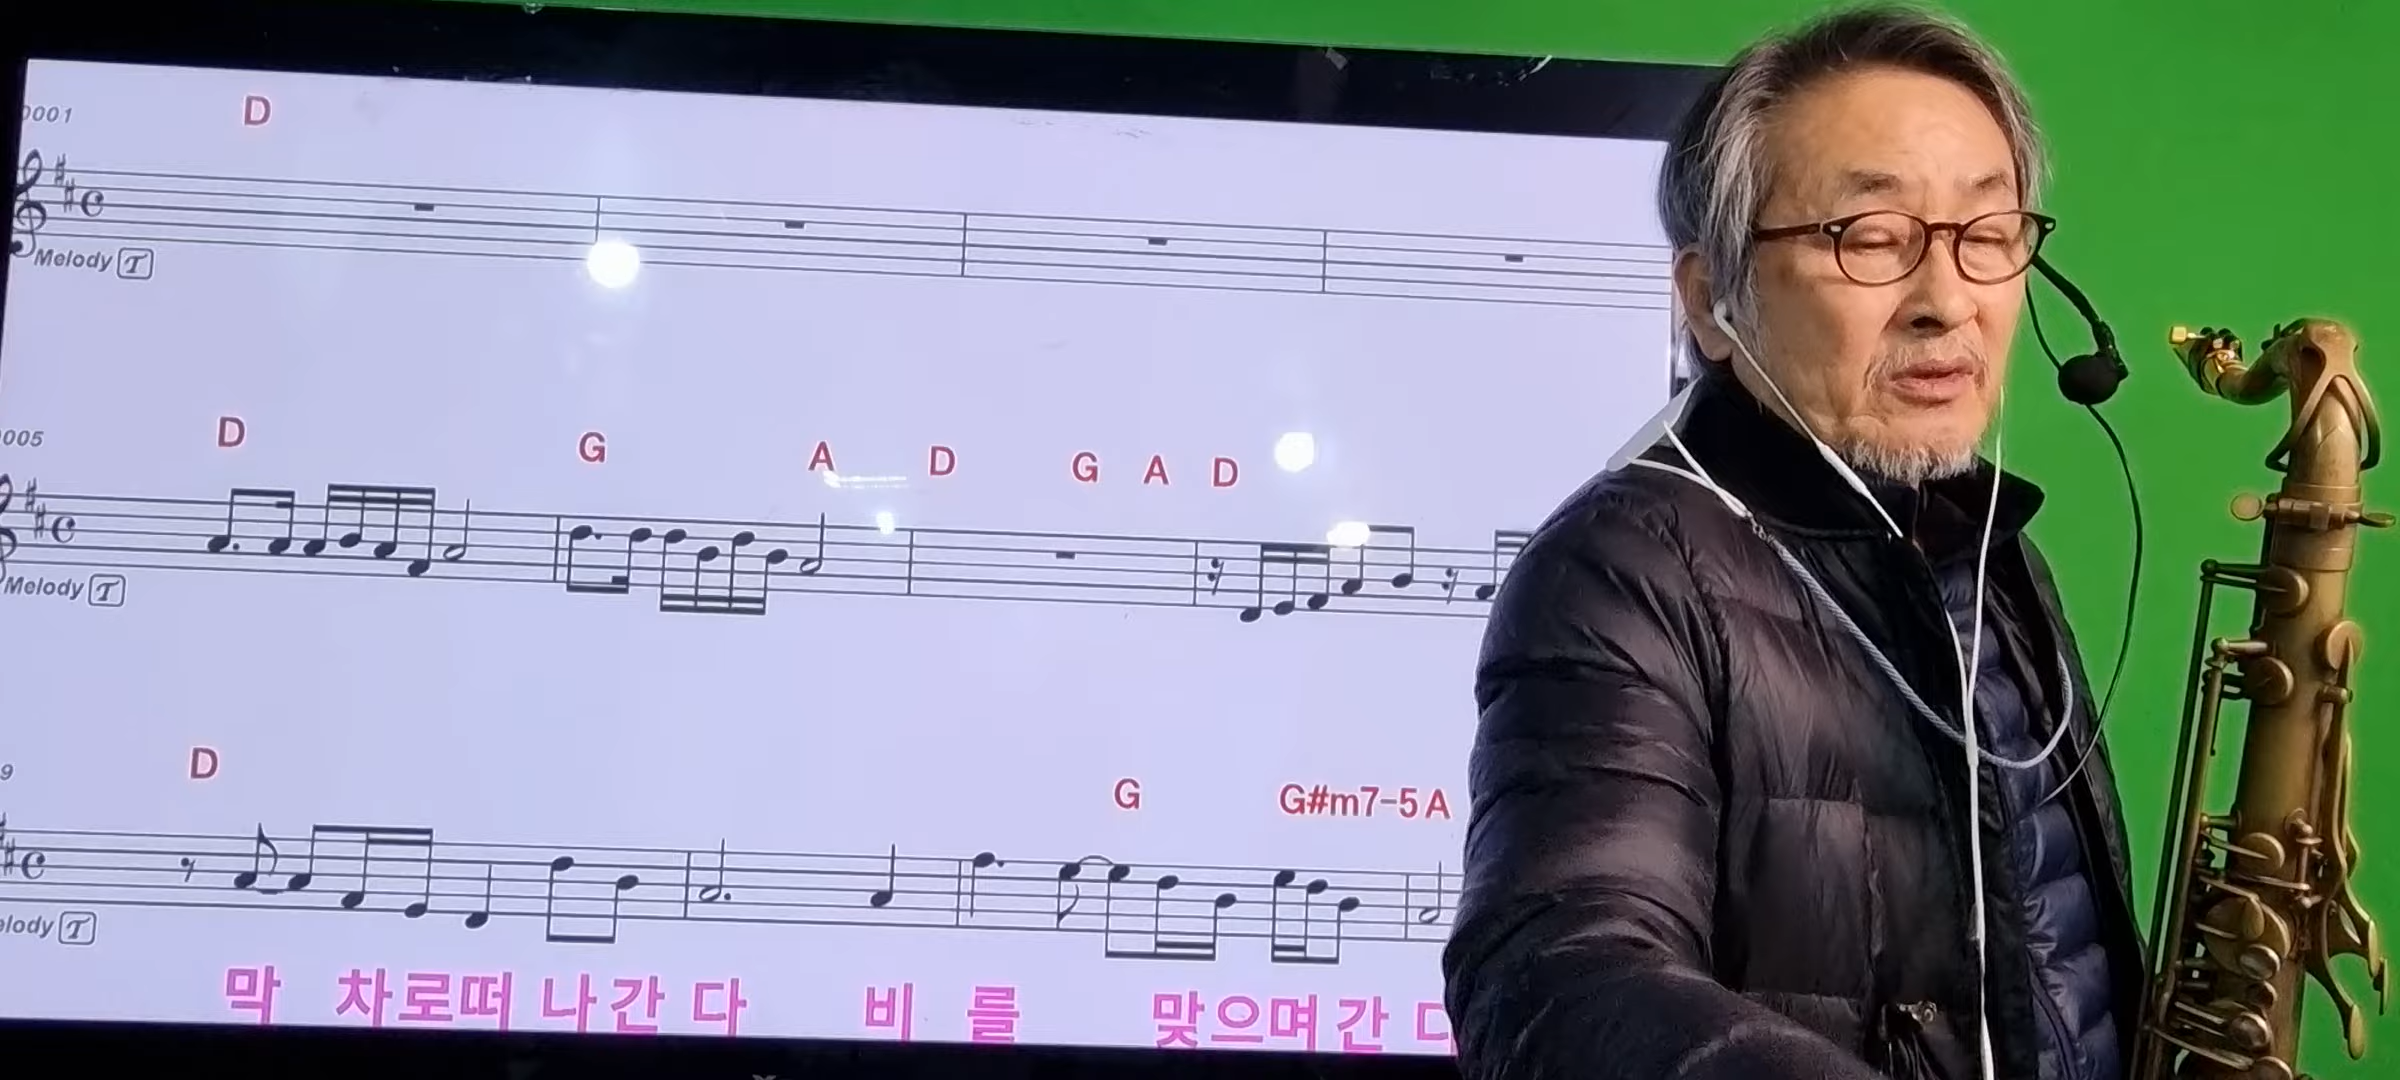 0001 D
Melody T
005 D G A D G A D
Melody T
9 D G G#m7-5 A
elody T
막 차로떠 나간 다 비 를 맞으며간 다